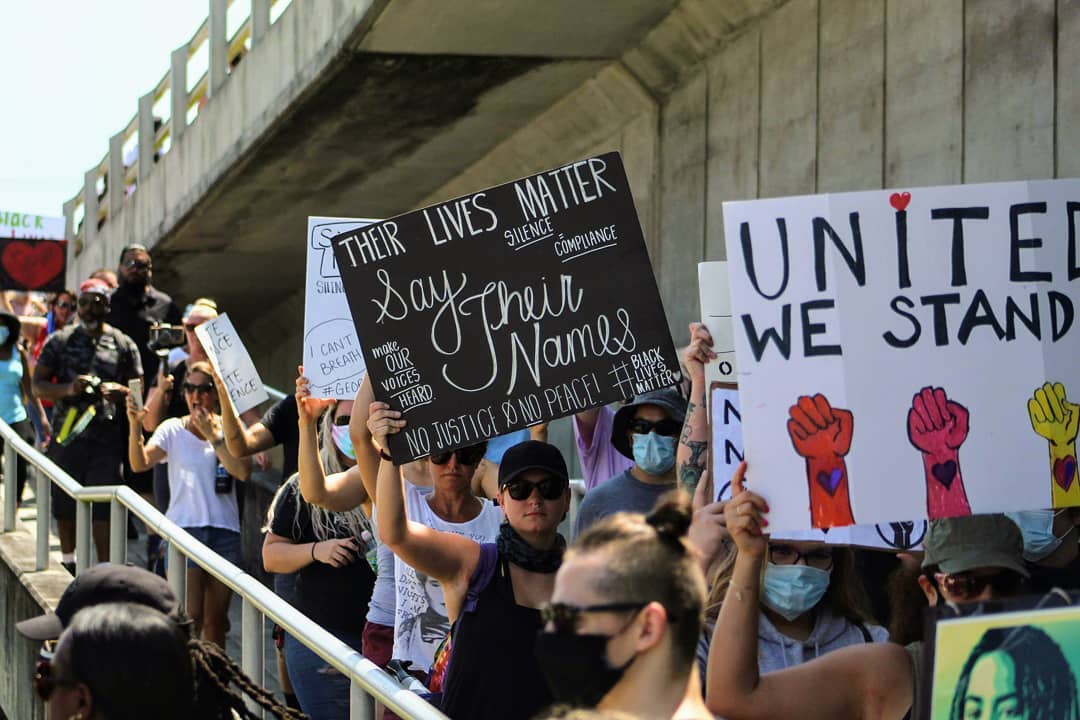 THEIR LIVES MATTER
SILENCE
= COMPLIANCE
Say
Their
Names
make
OUR
VOICES
HEARD.
NO JUSTICE Ø NO PEACE!
#BLACK
LIVES
MATTER
UNITED
WE STAND
SILENCE
I CAN'T
BREATH
#GEOR
BLACK